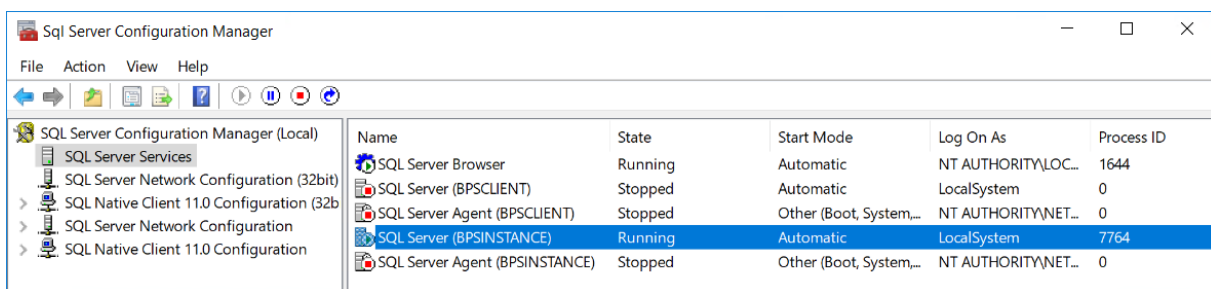 Sql Server Configuration Manager
File Action View Help
SQL Server Configuration Manager (Local)
SQL Server Services
SQL Server Network Configuration (32bit)
SQL Native Client 11.0 Configuration (32b
SQL Server Network Configuration
SQL Native Client 11.0 Configuration
Name State Start Mode Log On As Process ID
SQL Server Browser Running Automatic NT AUTHORITY\LOC... 1644
SQL Server (BPSCLIENT) Stopped Automatic LocalSystem 0
SQL Server Agent (BPSCLIENT) Stopped Other (Boot, System,... NT AUTHORITY\NET... 0
SQL Server (BPSINSTANCE) Running Automatic LocalSystem 7764
SQL Server Agent (BPSINSTANCE) Stopped Other (Boot, System,... NT AUTHORITY\NET... 0